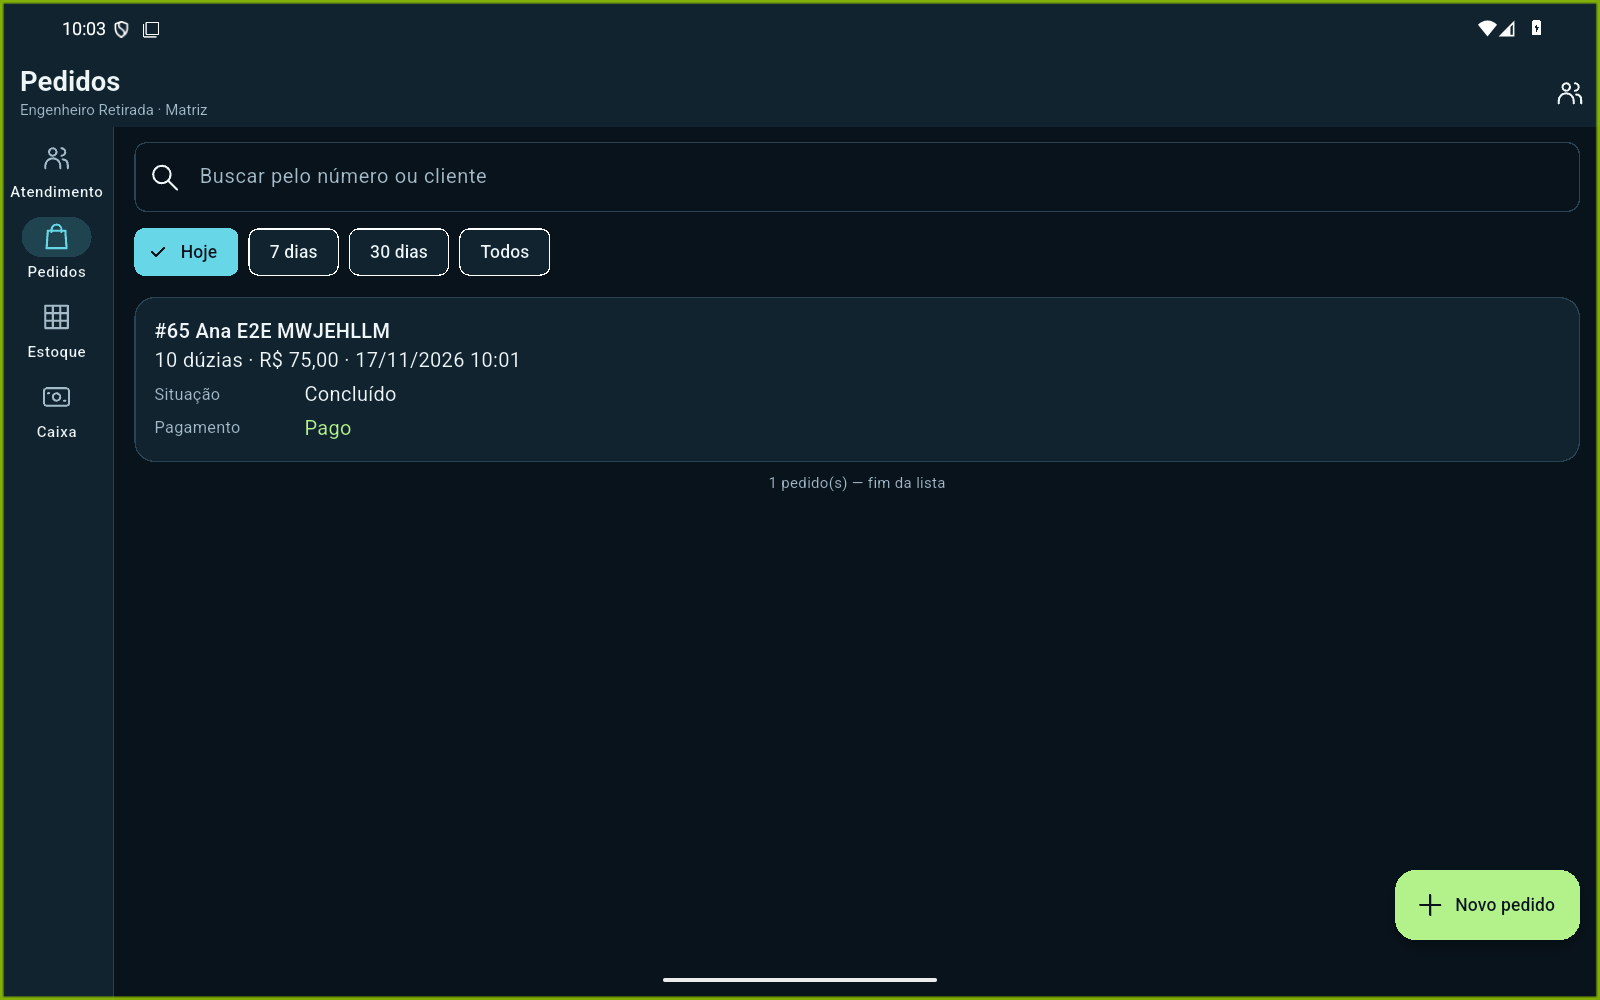 10:03
Pedidos
Engenheiro Retirada · Matriz
Atendimento
Pedidos
Estoque
Caixa
Buscar pelo número ou cliente
Hoje
7 dias
30 dias
Todos
#65 Ana E2E MWJEHLLM
10 dúzias · R$ 75,00 · 17/11/2026 10:01
Situação Concluído
Pagamento Pago
1 pedido(s) — fim da lista
Novo pedido